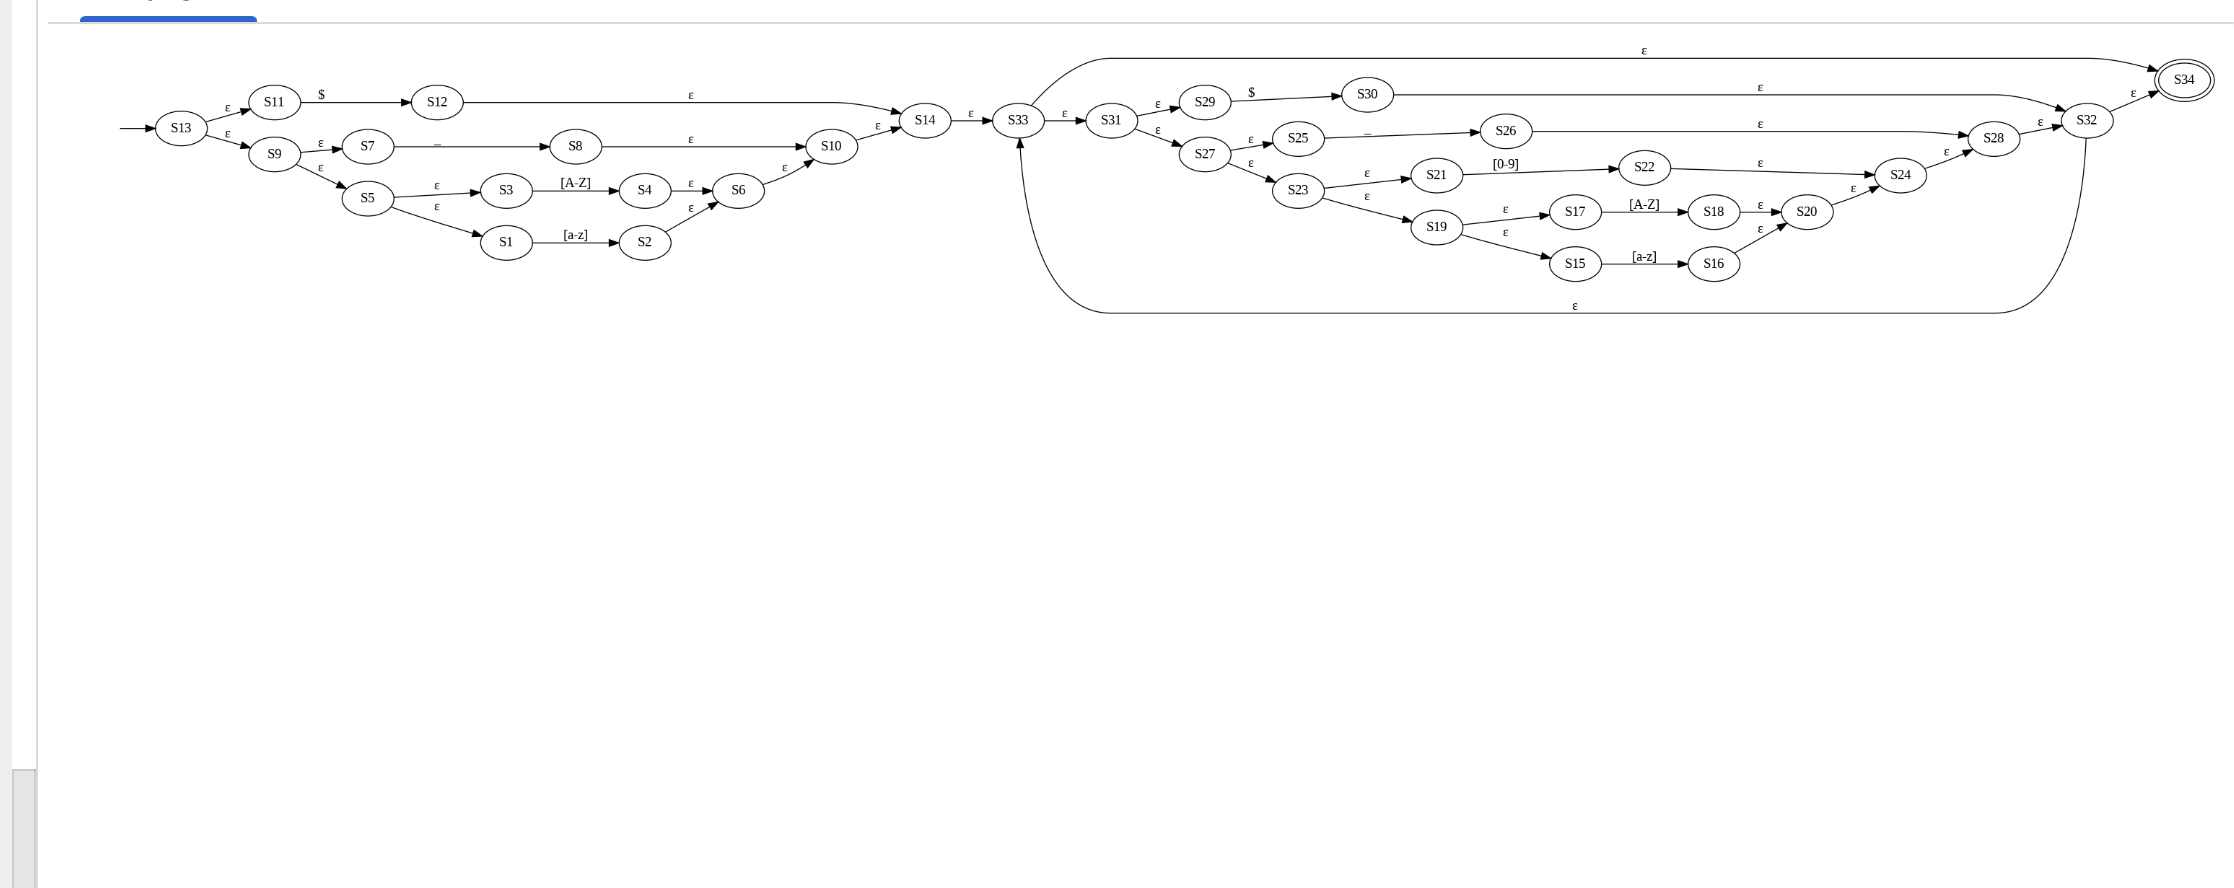 ε
S34
S11 $ S12 ε S29 $ S30 ε ε
S13 ε ε S14 ε S33 ε S31 ε ε S32
S9 ε S7 _ S8 ε S10 ε S27 ε S25 _ S26 ε S28 ε
ε S5 ε S3 [A-Z] S4 ε S6 ε ε S23 ε S21 [0-9] S22 ε S24 ε
ε S1 [a-z] S2 ε ε S19 ε S17 [A-Z] S18 ε S20 ε
ε S15 [a-z] S16 ε
ε